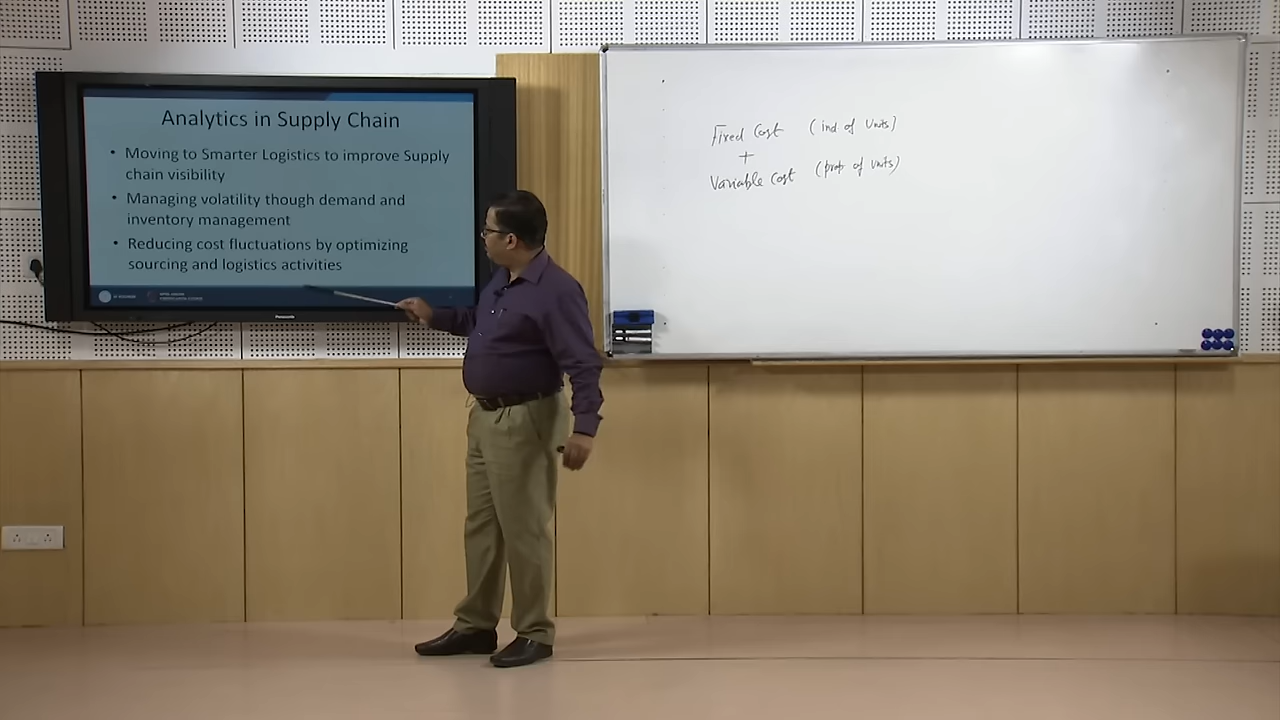 Analytics in Supply Chain
• Moving to Smarter Logistics to improve Supply
chain visibility
• Managing volatility though demand and
inventory management
• Reducing cost fluctuations by optimizing
sourcing and logistics activities
Panasonic
Fixed Cost (ind of Units)
+
Variable Cost (prop of units)